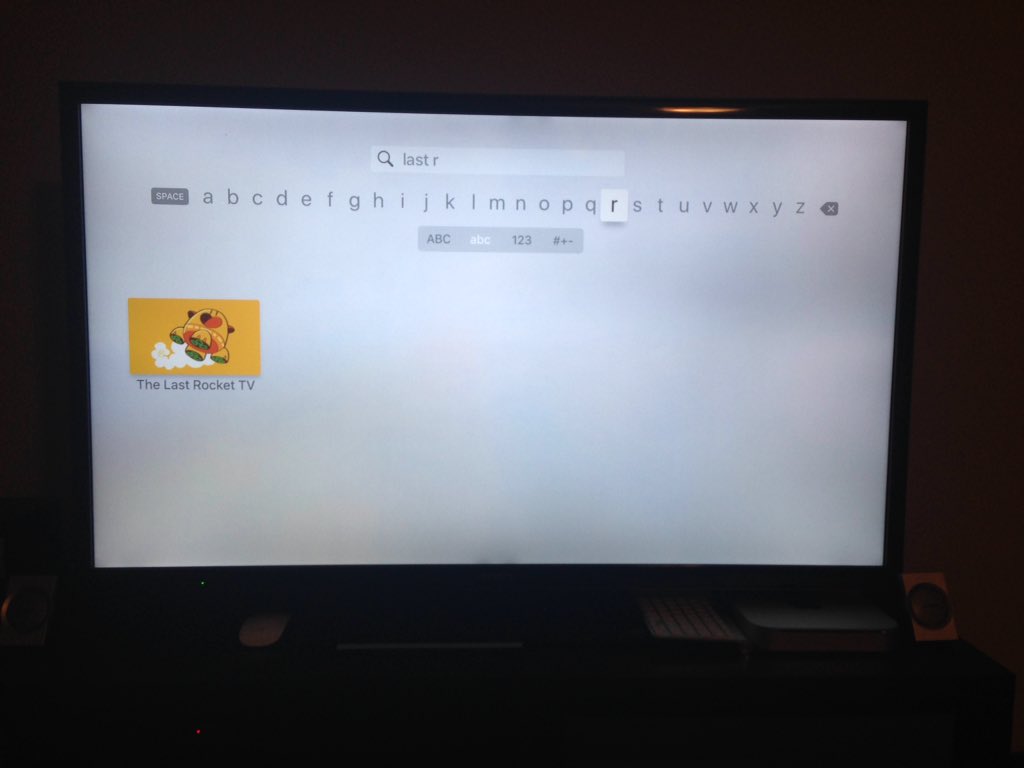 last r
SPACE a b c d e f g h i j k l m n o p q r s t u v w x y z
ABC abc 123 #+-
The Last Rocket TV